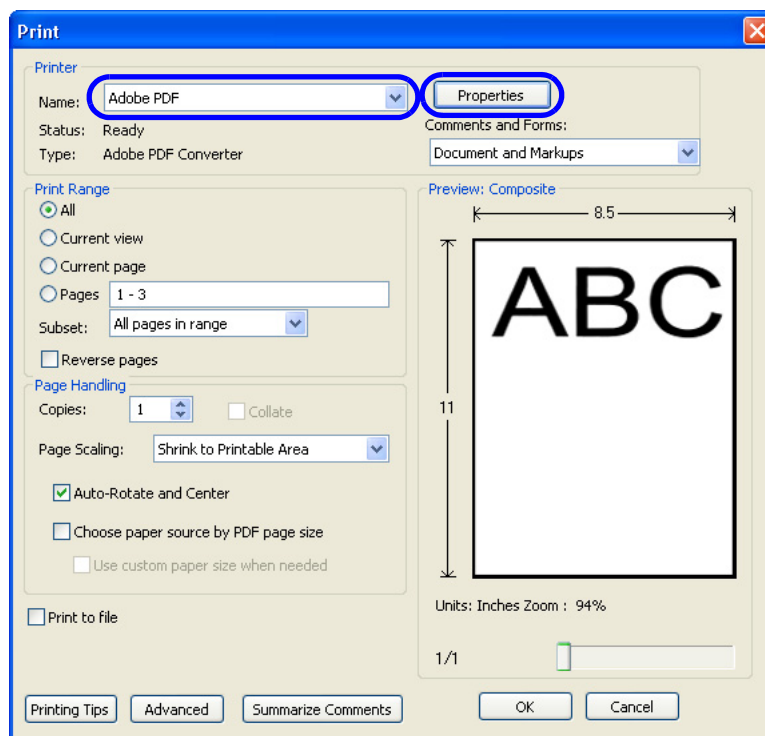 Print
Printer
Name: Adobe PDF Properties
Status: Ready
Comments and Forms:
Type: Adobe PDF Converter
Document and Markups
Print Range
All
Current view
Current page
Pages 1 - 3
Subset: All pages in range
Reverse pages
Preview: Composite
8.5
11
ABC
Page Handling
Copies: 1 Collate
Page Scaling: Shrink to Printable Area
Auto-Rotate and Center
Choose paper source by PDF page size
Use custom paper size when needed
Units: Inches Zoom : 94%
Print to file
1/1
Printing Tips Advanced Summarize Comments OK Cancel